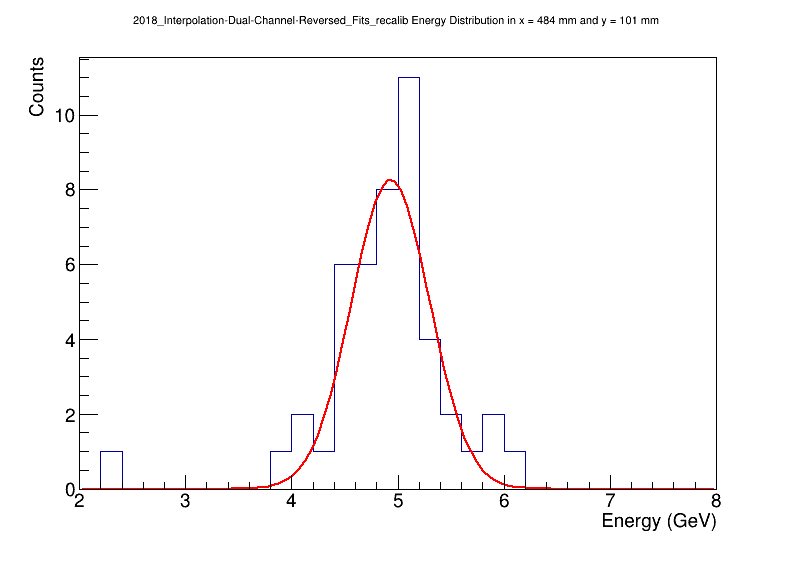 2018_Interpolation-Dual-Channel-Reversed_Fits_recalib Energy Distribution in x = 484 mm and y = 101 mm
Counts
10
8
6
4
2
0
2 3 4 5 6 7 8
Energy (GeV)